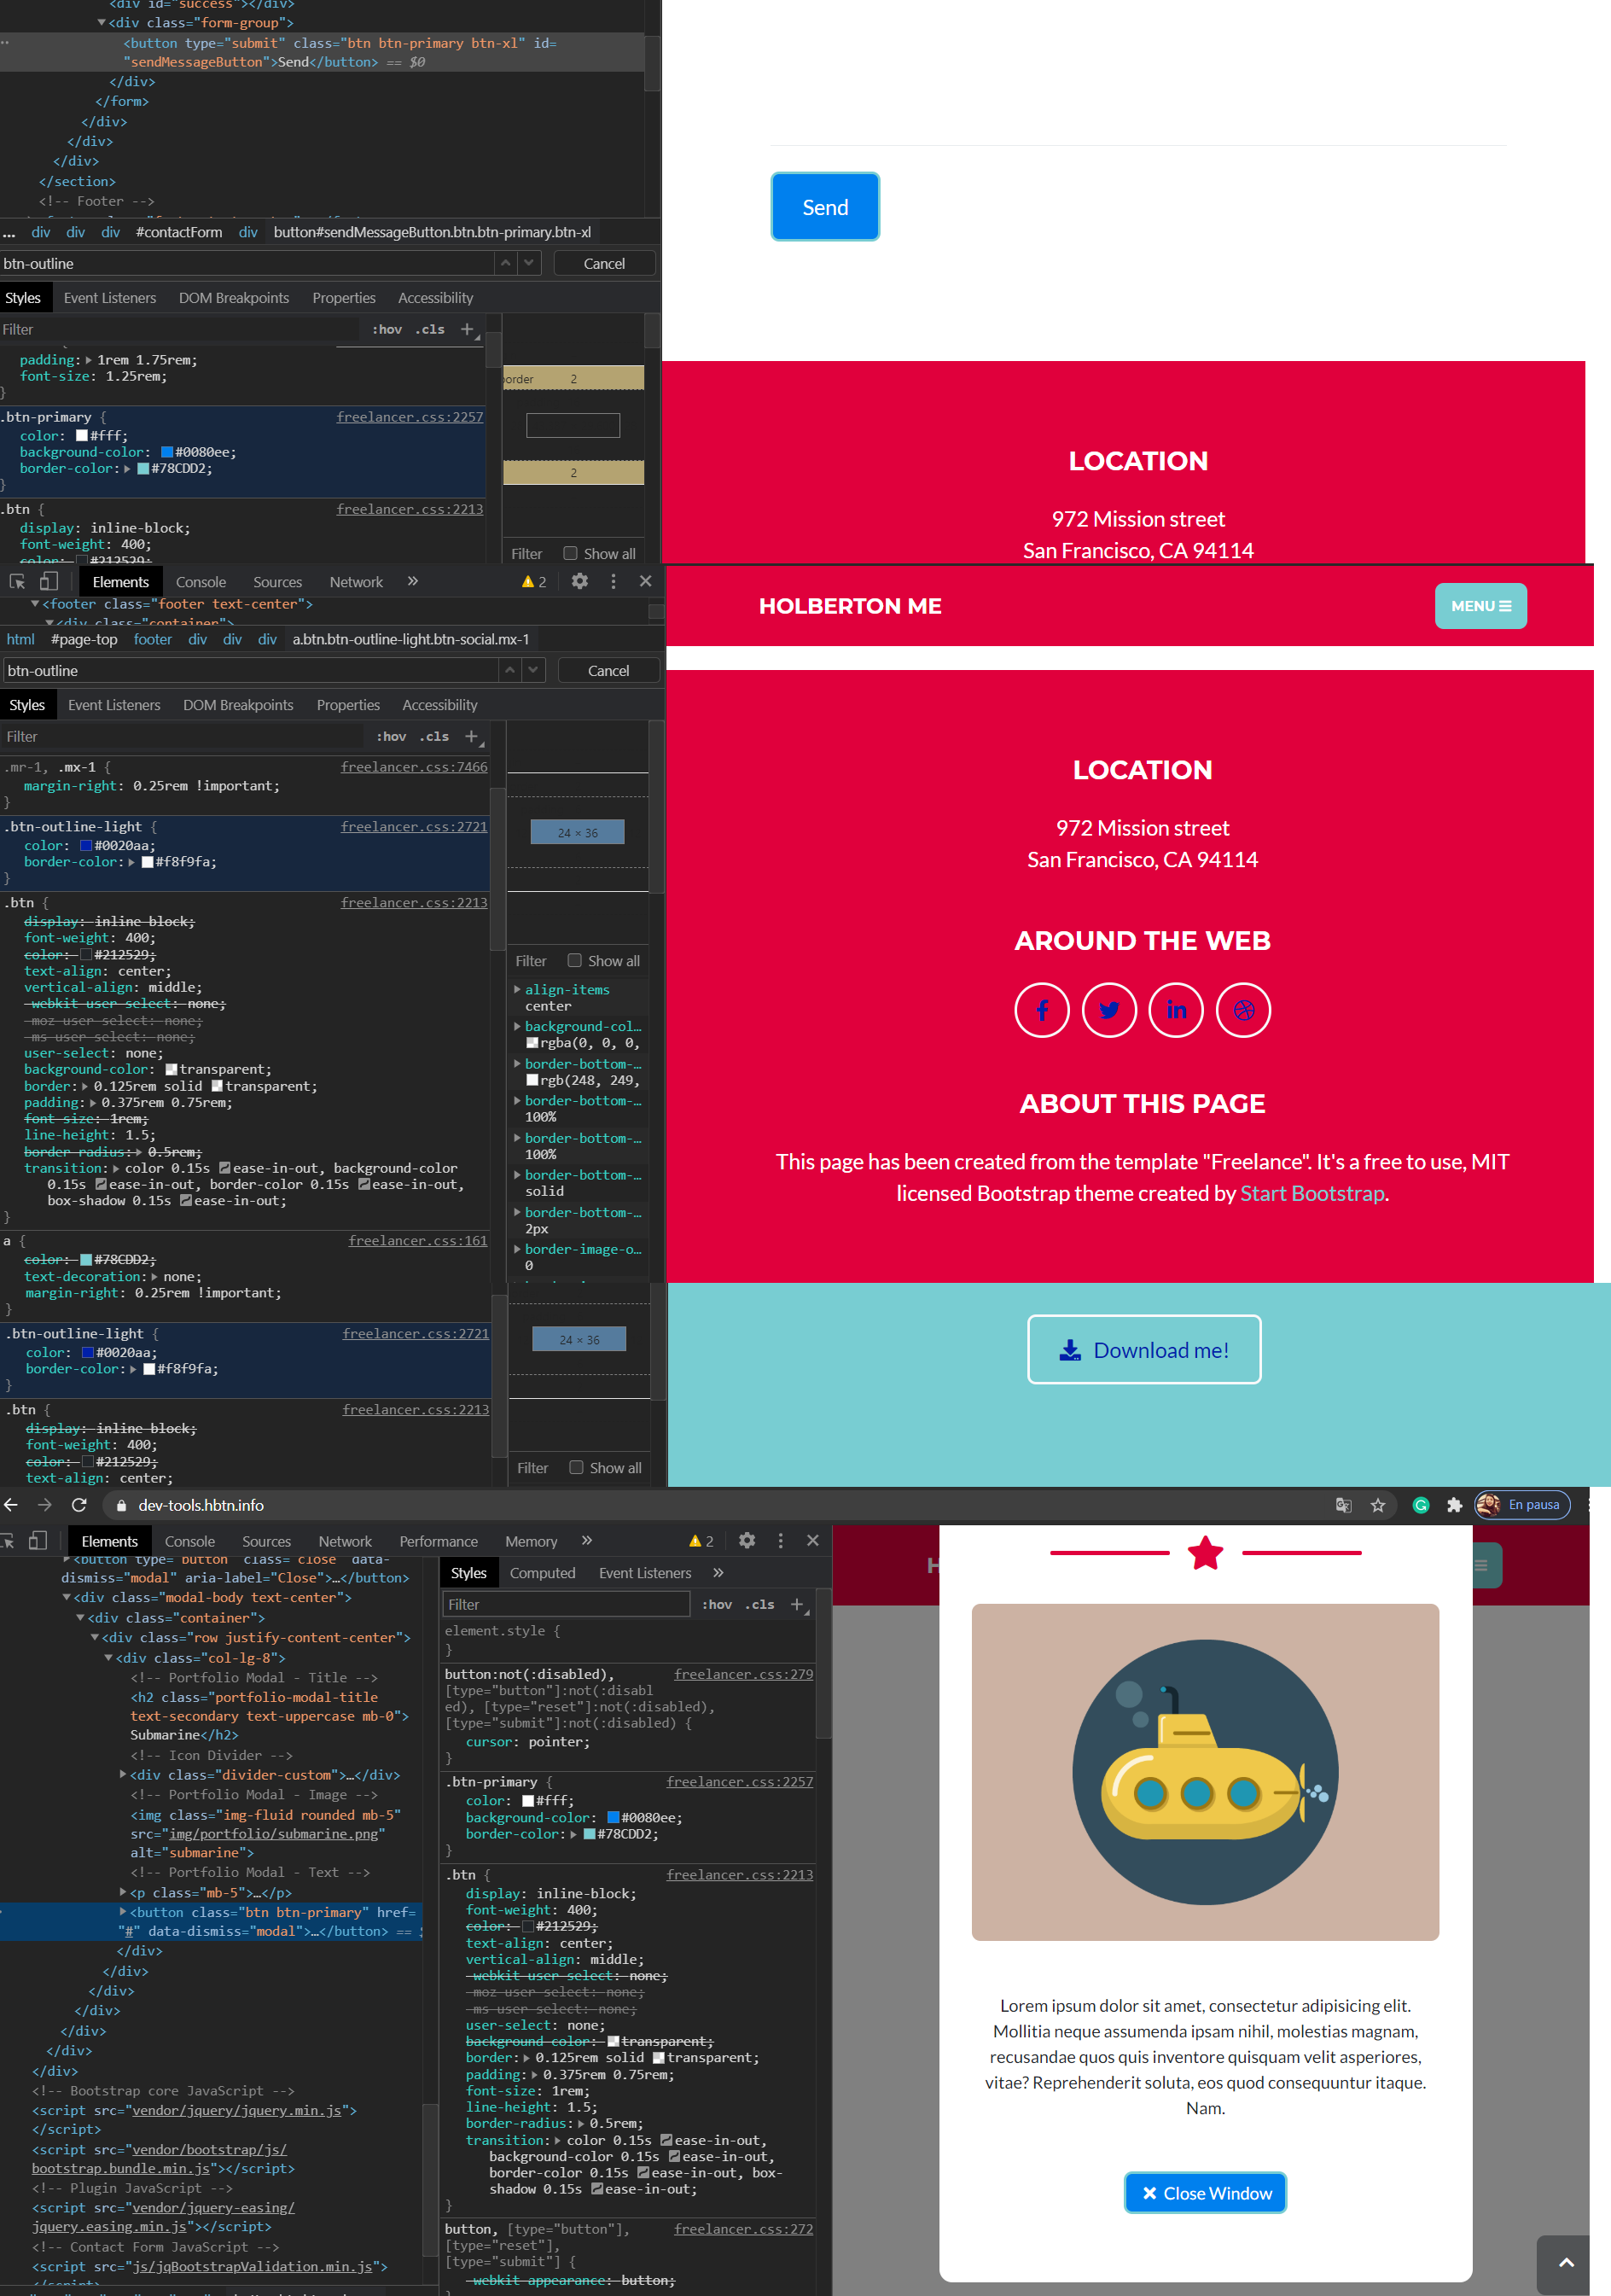 <div id="success"></div>
▼<div class="form-group">
<button type="submit" class="btn btn-primary btn-xl" id=
"sendMessageButton">Send</button> == $0
</div>
</form>
</div>
</div>
</div>
</section>
<!-- Footer -->
... div div div #contactForm div button#sendMessageButton.btn.btn-primary.btn-xl
btn-outline Cancel
Styles Event Listeners DOM Breakpoints Properties Accessibility
Filter :hov .cls +
padding: 1rem 1.75rem;
font-size: 1.25rem;
}
.btn-primary { freelancer.css:2257
color: #fff;
background-color: #0080ee;
border-color: #78CDD2;
}
.btn { freelancer.css:2213
display: inline-block;
font-weight: 400;
color: #212529;
border 2
2
Filter Show all
Send
LOCATION
972 Mission street
San Francisco, CA 94114
Elements Console Sources Network » 2
▼<footer class="footer text-center">
▼<div class="container">
html #page-top footer div div div a.btn.btn-outline-light.btn-social.mx-1
btn-outline Cancel
Styles Event Listeners DOM Breakpoints Properties Accessibility
Filter :hov .cls +
.mr-1, .mx-1 { freelancer.css:7466
margin-right: 0.25rem !important;
}
.btn-outline-light { freelancer.css:2721
color: #0020aa;
border-color: #f8f9fa;
}
.btn { freelancer.css:2213
display: inline-block;
font-weight: 400;
color: #212529;
text-align: center;
vertical-align: middle;
-webkit-user-select: none;
-moz-user-select: none;
-ms-user-select: none;
user-select: none;
background-color: transparent;
border: 0.125rem solid transparent;
padding: 0.375rem 0.75rem;
font-size: 1rem;
line-height: 1.5;
border-radius: 0.5rem;
transition: color 0.15s ease-in-out, background-color
0.15s ease-in-out, border-color 0.15s ease-in-out,
box-shadow 0.15s ease-in-out;
}
a { freelancer.css:161
color: #78CDD2;
text-decoration: none;
24 × 36
Filter Show all
align-items
center
background-col…
rgba(0, 0, 0,
border-bottom-…
rgb(248, 249,
border-bottom-…
100%
border-bottom-…
100%
border-bottom-…
solid
border-bottom-…
2px
border-image-o…
0
HOLBERTON ME
MENU
LOCATION
972 Mission street
San Francisco, CA 94114
AROUND THE WEB
ABOUT THIS PAGE
This page has been created from the template "Freelance". It's a free to use, MIT
licensed Bootstrap theme created by Start Bootstrap.
margin-right: 0.25rem !important;
}
.btn-outline-light { freelancer.css:2721
color: #0020aa;
border-color: #f8f9fa;
}
.btn { freelancer.css:2213
display: inline-block;
font-weight: 400;
color: #212529;
text-align: center;
24 × 36
Filter Show all
Download me!
dev-tools.hbtn.info En pausa
Elements Console Sources Network Performance Memory » 2
<button type="button" class="close" data-
dismiss="modal" aria-label="Close">…</button>
▼<div class="modal-body text-center">
▼<div class="container">
▼<div class="row justify-content-center">
▼<div class="col-lg-8">
<!-- Portfolio Modal - Title -->
<h2 class="portfolio-modal-title
text-secondary text-uppercase mb-0">
Submarine</h2>
<!-- Icon Divider -->
<div class="divider-custom">…</div>
<!-- Portfolio Modal - Image -->
<img class="img-fluid rounded mb-5"
src="img/portfolio/submarine.png"
alt="submarine">
<!-- Portfolio Modal - Text -->
<p class="mb-5">…</p>
<button class="btn btn-primary" href=
"#" data-dismiss="modal">…</button> ==
</div>
</div>
</div>
</div>
</div>
</div>
</div>
<!-- Bootstrap core JavaScript -->
<script src="vendor/jquery/jquery.min.js">
</script>
<script src="vendor/bootstrap/js/
bootstrap.bundle.min.js"></script>
<!-- Plugin JavaScript -->
<script src="vendor/jquery-easing/
jquery.easing.min.js"></script>
<!-- Contact Form JavaScript -->
<script src="js/jqBootstrapValidation.min.js">
</script>
Styles Computed Event Listeners »
Filter :hov .cls +
element.style {
}
button:not(:disabled), freelancer.css:279
[type="button"]:not(:disabl
ed), [type="reset"]:not(:disabled),
[type="submit"]:not(:disabled) {
cursor: pointer;
}
.btn-primary { freelancer.css:2257
color: #fff;
background-color: #0080ee;
border-color: #78CDD2;
}
.btn { freelancer.css:2213
display: inline-block;
font-weight: 400;
color: #212529;
text-align: center;
vertical-align: middle;
-webkit-user-select: none;
-moz-user-select: none;
-ms-user-select: none;
user-select: none;
background-color: transparent;
border: 0.125rem solid transparent;
padding: 0.375rem 0.75rem;
font-size: 1rem;
line-height: 1.5;
border-radius: 0.5rem;
transition: color 0.15s ease-in-out,
background-color 0.15s ease-in-out,
border-color 0.15s ease-in-out, box-
shadow 0.15s ease-in-out;
}
button, [type="button"], freelancer.css:272
[type="reset"],
[type="submit"] {
-webkit-appearance: button;
H
Lorem ipsum dolor sit amet, consectetur adipisicing elit.
Mollitia neque assumenda ipsam nihil, molestias magnam,
recusandae quos quis inventore quisquam velit asperiores,
vitae? Reprehenderit soluta, eos quod consequuntur itaque.
Nam.
Close Window